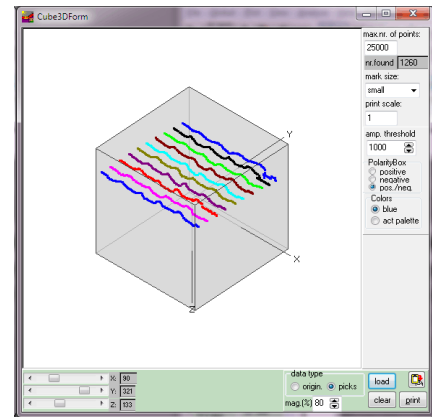 Cube3DForm
max.nr. of points:
25000
nr.found 1260
mark size:
small
print scale:
1
amp. threshold
1000
PolarityBox
positive
negative
pos./neg.
Colors
blue
act palette
Y
X
Z
X: 90
Y: 321
Z: 133
data type
origin. picks
mag.(%) 80
load
clear print